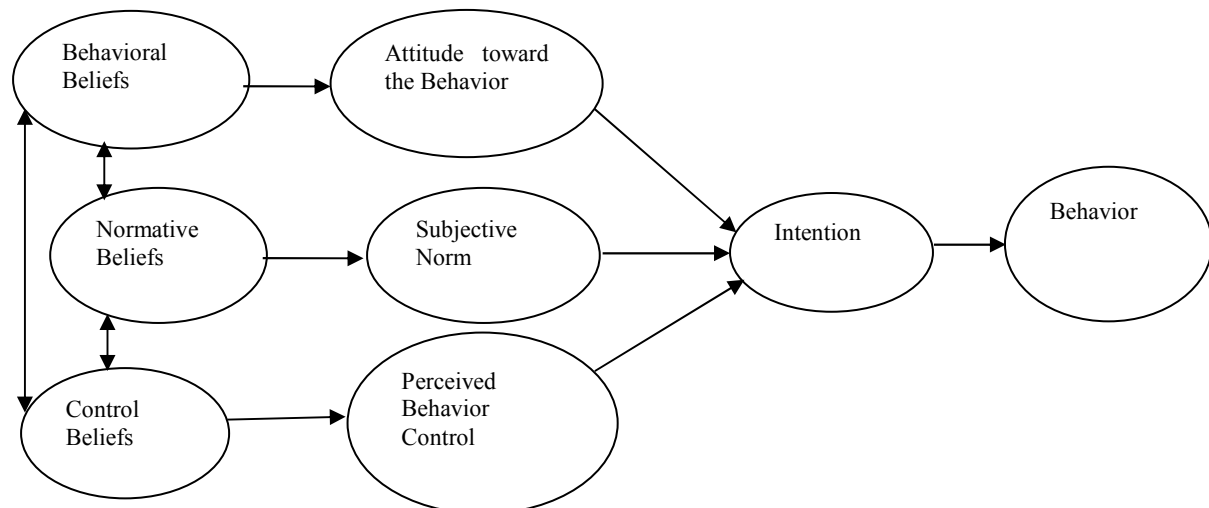 Behavioral
Beliefs
Attitude toward
the Behavior
Normative
Beliefs
Subjective
Norm
Intention
Behavior
Control
Beliefs
Perceived
Behavior
Control